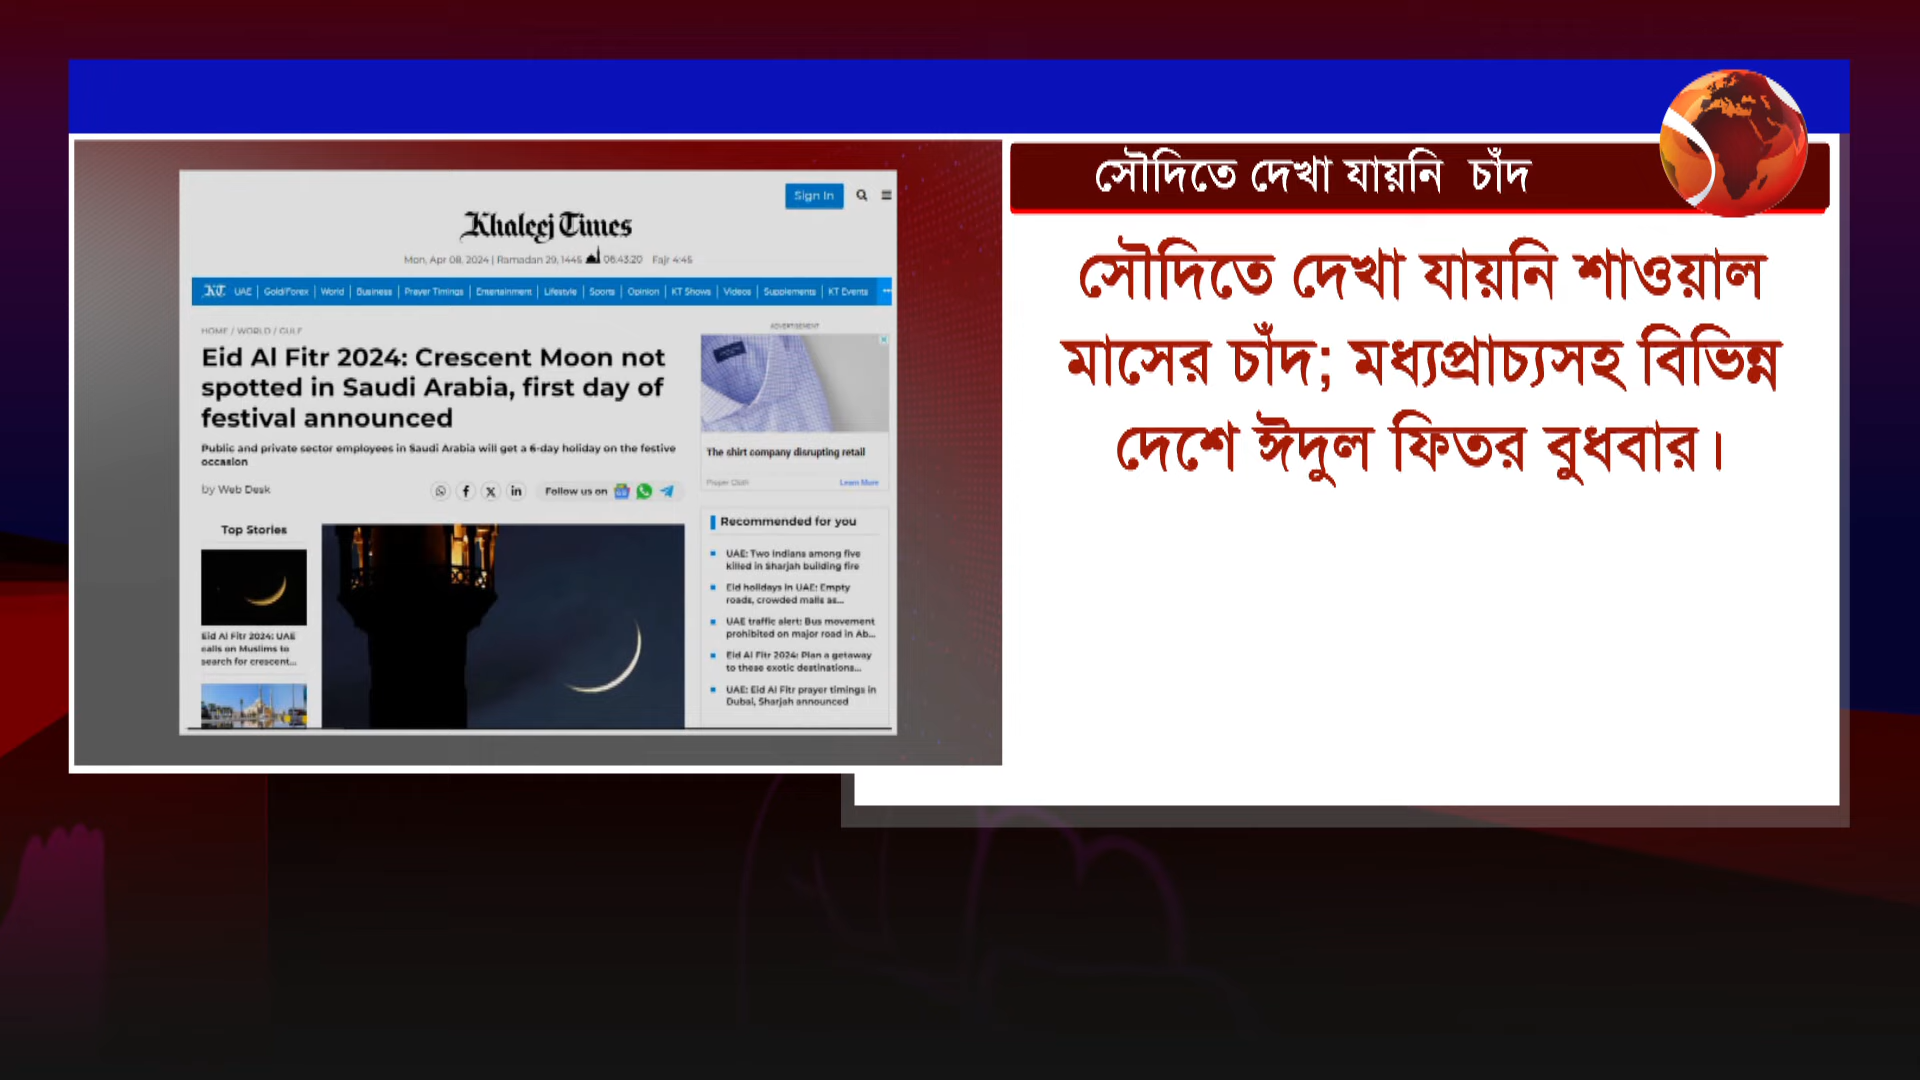 Sign In
Khaleej Times
Mon, Apr 08, 2024 | Ramadan 29, 1445 06:43:20 Fajr 4:45
KT UAE | Gold/Forex | World | Business | Prayer Timings | Entertainment | Lifestyle | Sports | Opinion | KT Shows | Videos | Supplements | KT Events
HOME / WORLD / GULF
Eid Al Fitr 2024: Crescent Moon not
spotted in Saudi Arabia, first day of
festival announced
Public and private sector employees in Saudi Arabia will get a 6-day holiday on the festive
occasion
by Web Desk
Follow us on
Top Stories
Eid Al Fitr 2024: UAE
calls on Muslims to
search for crescent...
ADVERTISEMENT
The shirt company disrupting retail
Proper Cloth
Learn More
Recommended for you
UAE: Two Indians among five
killed in Sharjah building fire
Eid holidays in UAE: Empty
roads, crowded malls as...
UAE traffic alert: Bus movement
prohibited on major road in Ab...
Eid Al Fitr 2024: Plan a getaway
to these exotic destinations...
UAE: Eid Al Fitr prayer timings in
Dubai, Sharjah announced
সৌদিতে দেখা যায়নি চাঁদ
সৌদিতে দেখা যায়নি শাওয়াল
মাসের চাঁদ; মধ্যপ্রাচ্যসহ বিভিন্ন
দেশে ঈদুল ফিতর বুধবার।